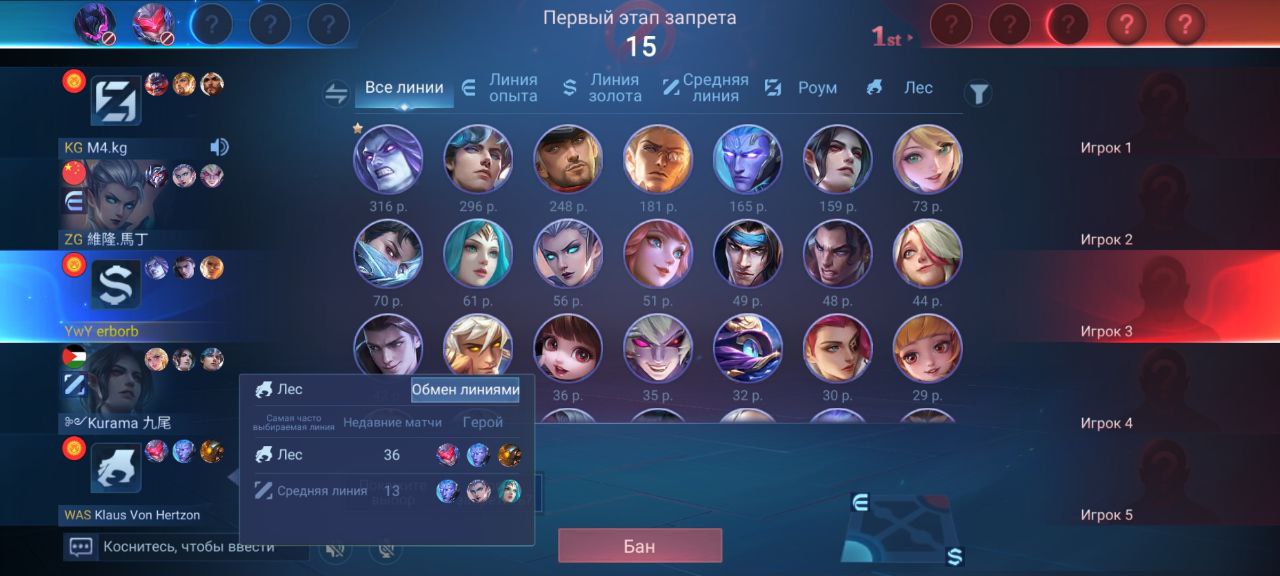 Первый этап запрета
15
1st
Все линии
Линия опыта
Линия золота
Средняя линия
Роум
Лес
KG M4.kg
ZG 維隆.馬丁
YwY erborb
Kurama 九尾
WAS Klaus Von Hertzon
Коснитесь, чтобы ввести
316 р.
296 р.
248 р.
181 р.
165 р.
159 р.
73 р.
70 р.
61 р.
56 р.
51 р.
49 р.
48 р.
44 р.
36 р.
35 р.
32 р.
30 р.
29 р.
Лес
Обмен линиями
Самая часто выбираемая линия
Недавние матчи
Герой
Лес
36
Средняя линия
13
Бан
Игрок 1
Игрок 2
Игрок 3
Игрок 4
Игрок 5